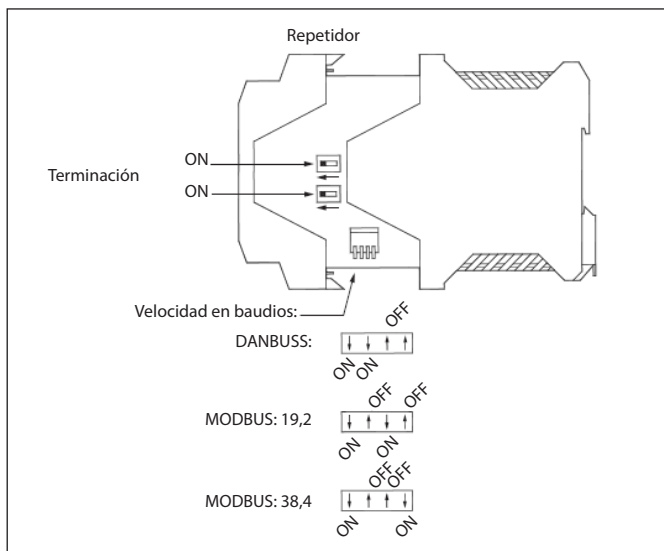 Repetidor
ON
Terminación
ON
Velocidad en baudios:
OFF
DANBUSS:
ON ON
OFF OFF
MODBUS: 19,2
ON ON
OFF OFF
MODBUS: 38,4
ON ON